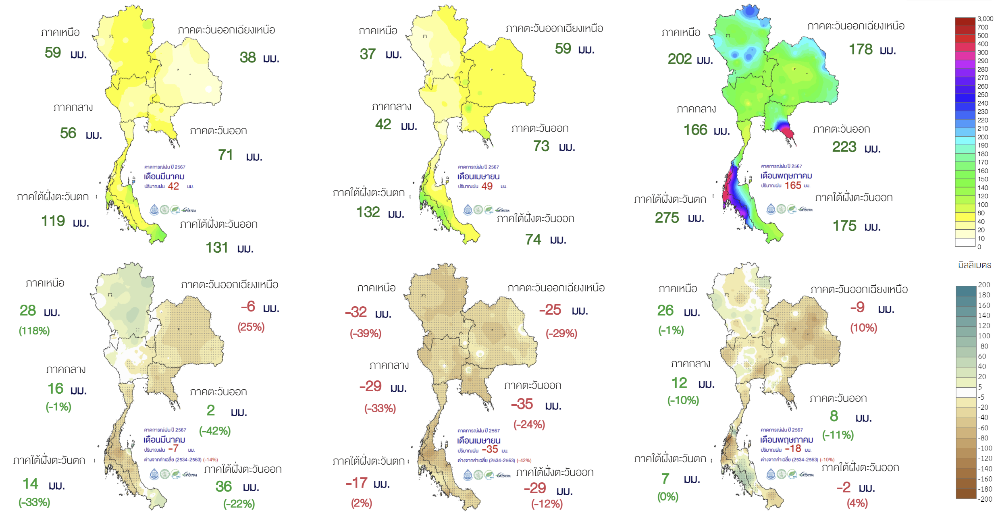 ภาคเหนือ
59 มม.
ภาคตะวันออกเฉียงเหนือ
38 มม.
ภาคกลาง
56 มม.
ภาคตะวันออก
71 มม.
คาดการณ์ฝน ปี 2567
เดือนมีนาคม
ปริมาณฝน 42 มม.
ภาคใต้ฝั่งตะวันตก
119 มม.
GISTDA
ภาคใต้ฝั่งตะวันออก
131 มม.
ภาคเหนือ
37 มม.
ภาคตะวันออกเฉียงเหนือ
59 มม.
ภาคกลาง
42 มม.
ภาคตะวันออก
73 มม.
คาดการณ์ฝน ปี 2567
เดือนเมษายน
ปริมาณฝน 49 มม.
ภาคใต้ฝั่งตะวันตก
132 มม.
GISTDA
ภาคใต้ฝั่งตะวันออก
74 มม.
ภาคเหนือ
202 มม.
ภาคตะวันออกเฉียงเหนือ
178 มม.
ภาคกลาง
166 มม.
ภาคตะวันออก
223 มม.
คาดการณ์ฝน ปี 2567
เดือนพฤษภาคม
ปริมาณฝน 165 มม.
ภาคใต้ฝั่งตะวันตก
275 มม.
GISTDA
ภาคใต้ฝั่งตะวันออก
175 มม.
3,000
700
500
400
300
290
280
270
260
250
240
230
220
210
200
190
180
170
160
150
140
120
100
80
40
20
10
0
มิลลิเมตร
ภาคเหนือ
28 มม.
(118%)
ภาคตะวันออกเฉียงเหนือ
-6 มม.
(25%)
ภาคกลาง
16 มม.
(-1%)
ภาคตะวันออก
2 มม.
(-42%)
คาดการณ์ฝน ปี 2567
เดือนมีนาคม
ปริมาณฝน -7 มม.
ต่างจากค่าเฉลี่ย (2534-2563) (-14%)
ภาคใต้ฝั่งตะวันตก
14 มม.
(-33%)
GISTDA
ภาคใต้ฝั่งตะวันออก
36 มม.
(-22%)
ภาคเหนือ
-32 มม.
(-39%)
ภาคตะวันออกเฉียงเหนือ
-25 มม.
(-29%)
ภาคกลาง
-29 มม.
(-33%)
ภาคตะวันออก
-35 มม.
(-24%)
คาดการณ์ฝน ปี 2567
เดือนเมษายน
ปริมาณฝน -35 มม.
ต่างจากค่าเฉลี่ย (2534-2563) (-42%)
ภาคใต้ฝั่งตะวันตก
-17 มม.
(2%)
GISTDA
ภาคใต้ฝั่งตะวันออก
-29 มม.
(-12%)
ภาคเหนือ
26 มม.
(-1%)
ภาคตะวันออกเฉียงเหนือ
-9 มม.
(10%)
ภาคกลาง
12 มม.
(-10%)
ภาคตะวันออก
8 มม.
(-11%)
คาดการณ์ฝน ปี 2567
เดือนพฤษภาคม
ปริมาณฝน -18 มม.
ต่างจากค่าเฉลี่ย (2534-2563) (-10%)
ภาคใต้ฝั่งตะวันตก
7 มม.
(0%)
GISTDA
ภาคใต้ฝั่งตะวันออก
-2 มม.
(4%)
200
180
160
140
120
100
80
60
40
20
5
-5
-20
-40
-60
-80
-100
-120
-140
-160
-180
-200